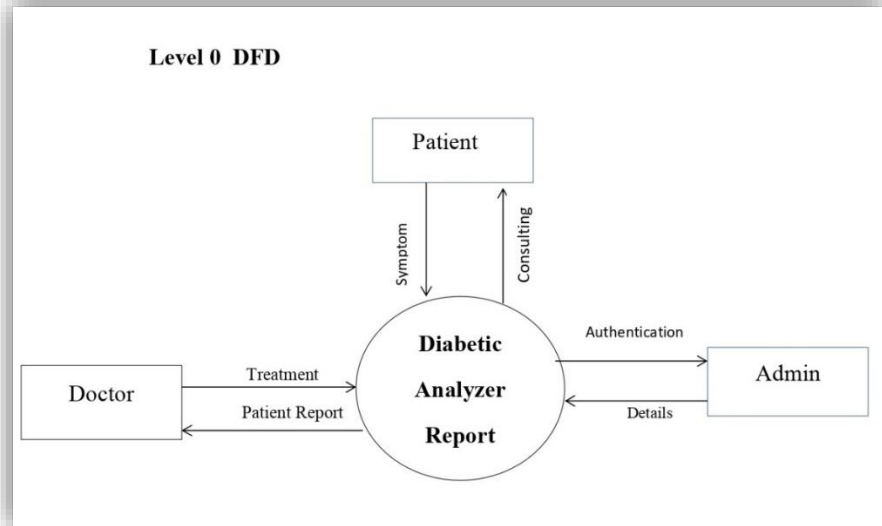 Level 0 DFD
Patient
Symptom
Consulting
Diabetic
Analyzer
Report
Authentication
Details
Admin
Treatment
Patient Report
Doctor